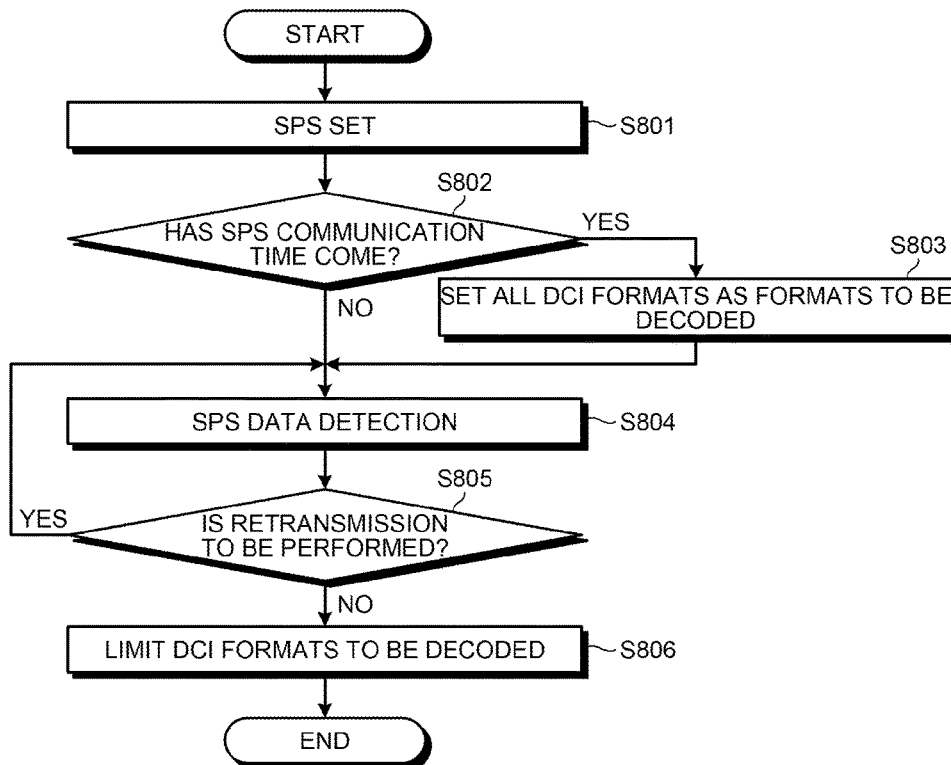 START
SPS SET
S801
S802
HAS SPS COMMUNICATION
TIME COME?
YES
S803
SET ALL DCI FORMATS AS FORMATS TO BE
DECODED
NO
SPS DATA DETECTION
S804
S805
YES
IS RETRANSMISSION
TO BE PERFORMED?
NO
LIMIT DCI FORMATS TO BE DECODED
S806
END